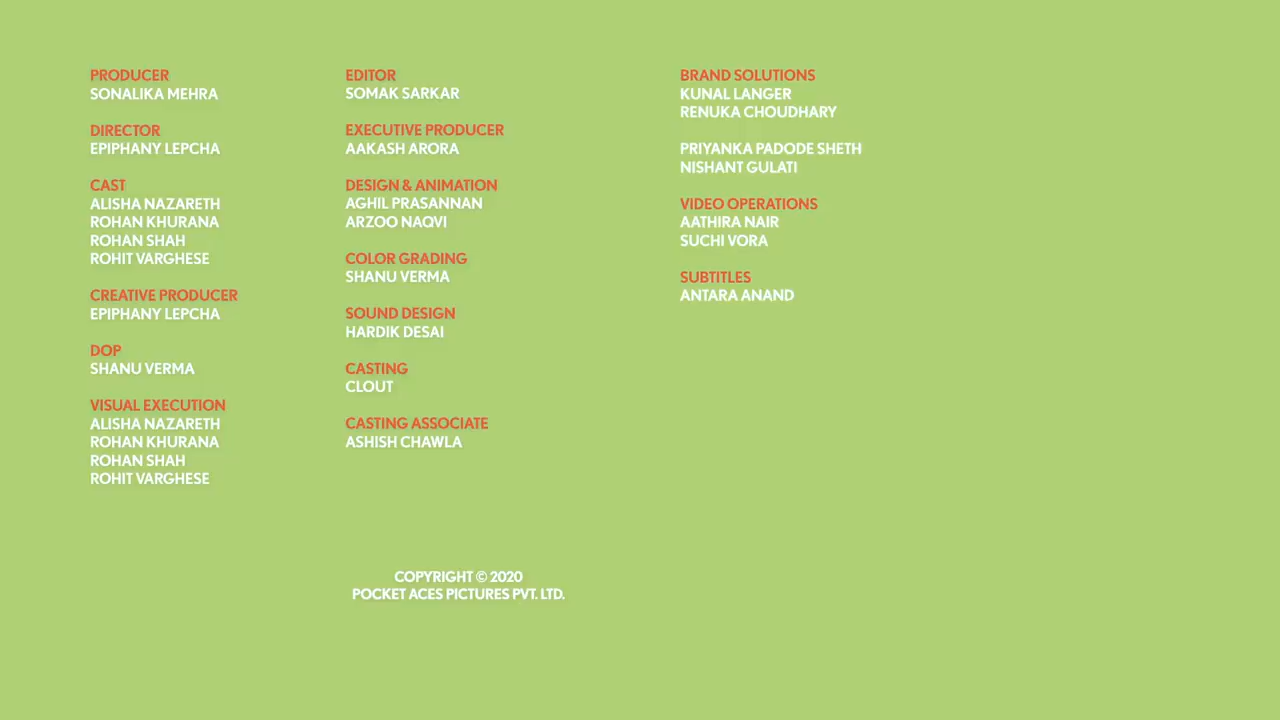 PRODUCER
SONALIKA MEHRA
DIRECTOR
EPIPHANY LEPCHA
CAST
ALISHA NAZARETH
ROHAN KHURANA
ROHAN SHAH
ROHIT VARGHESE
CREATIVE PRODUCER
EPIPHANY LEPCHA
DOP
SHANU VERMA
VISUAL EXECUTION
ALISHA NAZARETH
ROHAN KHURANA
ROHAN SHAH
ROHIT VARGHESE
EDITOR
SOMAK SARKAR
EXECUTIVE PRODUCER
AAKASH ARORA
DESIGN & ANIMATION
AGHIL PRASANNAN
ARZOO NAQVI
COLOR GRADING
SHANU VERMA
SOUND DESIGN
HARDIK DESAI
CASTING
CLOUT
CASTING ASSOCIATE
ASHISH CHAWLA
BRAND SOLUTIONS
KUNAL LANGER
RENUKA CHOUDHARY
PRIYANKA PADODE SHETH
NISHANT GULATI
VIDEO OPERATIONS
AATHIRA NAIR
SUCHI VORA
SUBTITLES
ANTARA ANAND
COPYRIGHT © 2020
POCKET ACES PICTURES PVT. LTD.